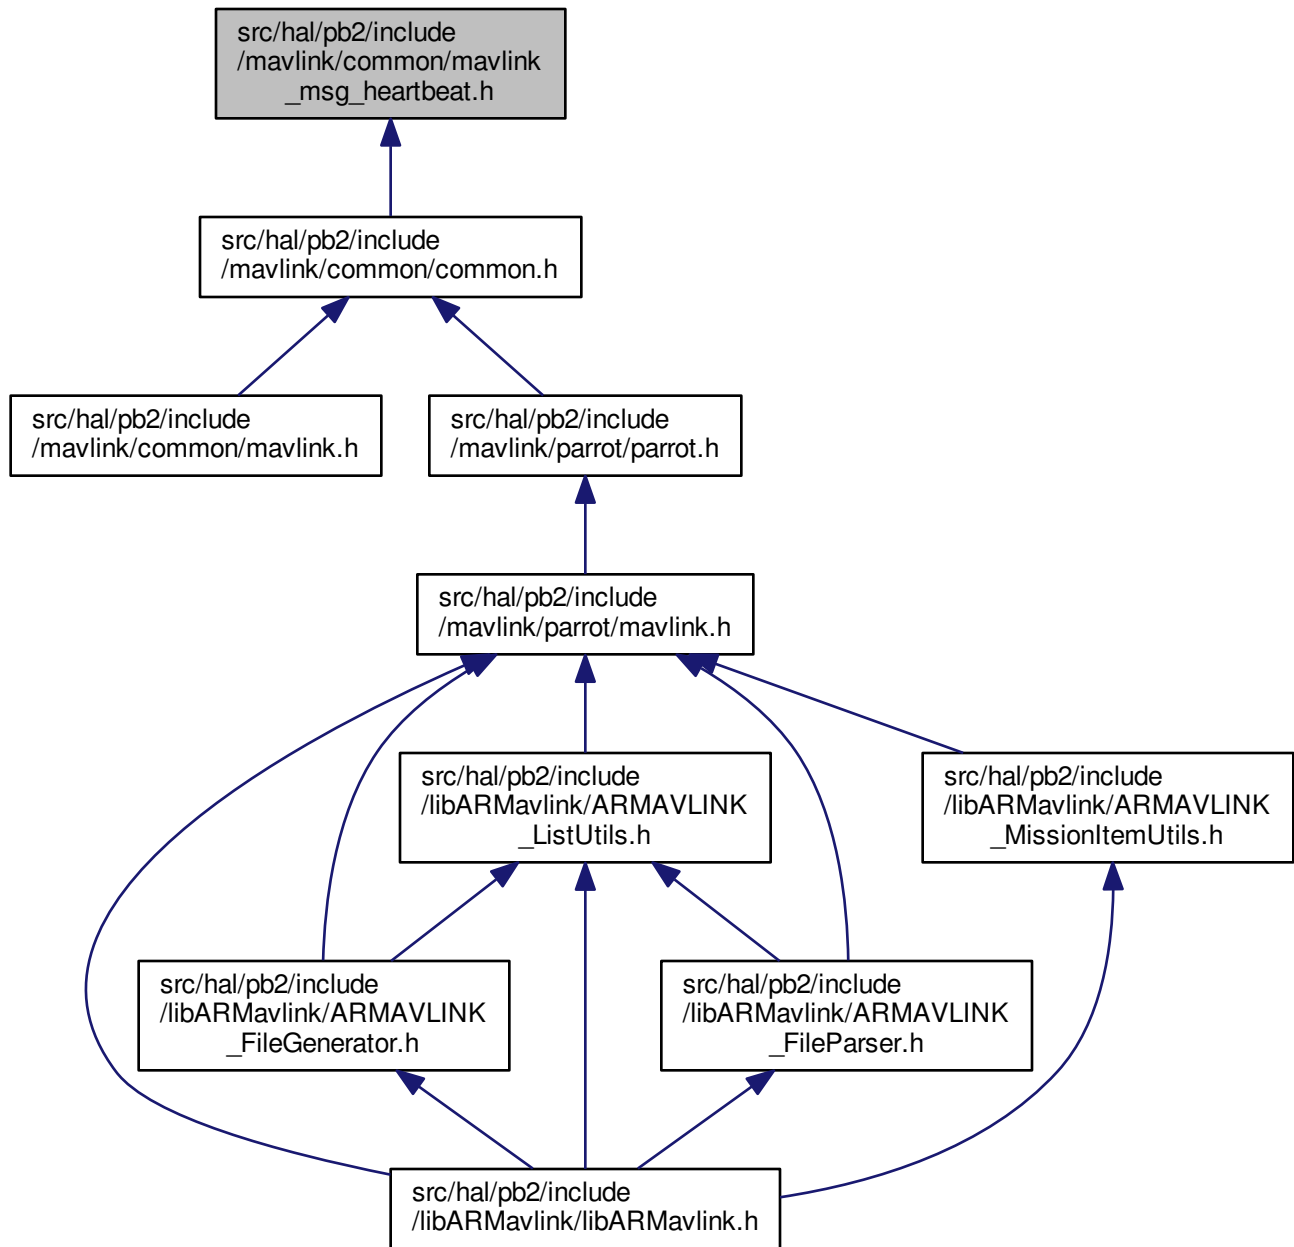 src/hal/pb2/include
/mavlink/common/mavlink
_msg_heartbeat.h
src/hal/pb2/include
/mavlink/common/common.h
src/hal/pb2/include
/mavlink/common/mavlink.h
src/hal/pb2/include
/mavlink/parrot/parrot.h
src/hal/pb2/include
/mavlink/parrot/mavlink.h
src/hal/pb2/include
/libARMavlink/ARMAVLINK
_ListUtils.h
src/hal/pb2/include
/libARMavlink/ARMAVLINK
_MissionItemUtils.h
src/hal/pb2/include
/libARMavlink/ARMAVLINK
_FileGenerator.h
src/hal/pb2/include
/libARMavlink/ARMAVLINK
_FileParser.h
src/hal/pb2/include
/libARMavlink/libARMavlink.h